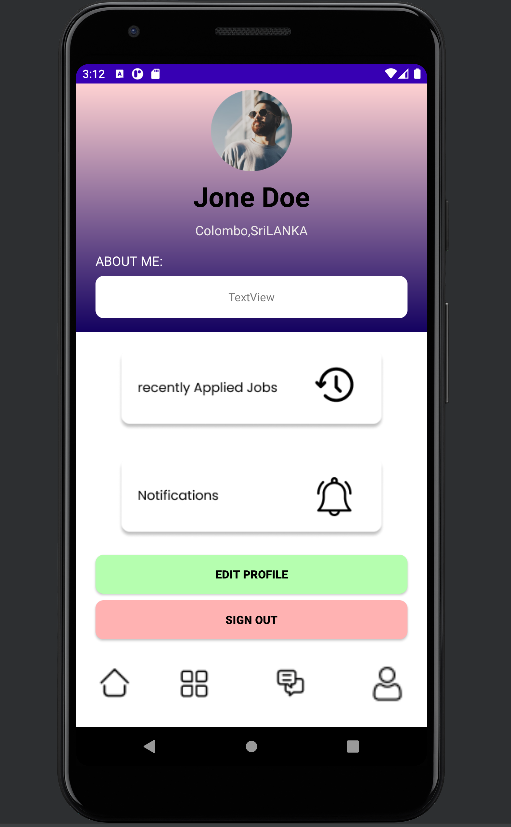 3:12
Jone Doe
Colombo,SriLANKA
ABOUT ME:
TextView
recently Applied Jobs
Notifications
EDIT PROFILE
SIGN OUT